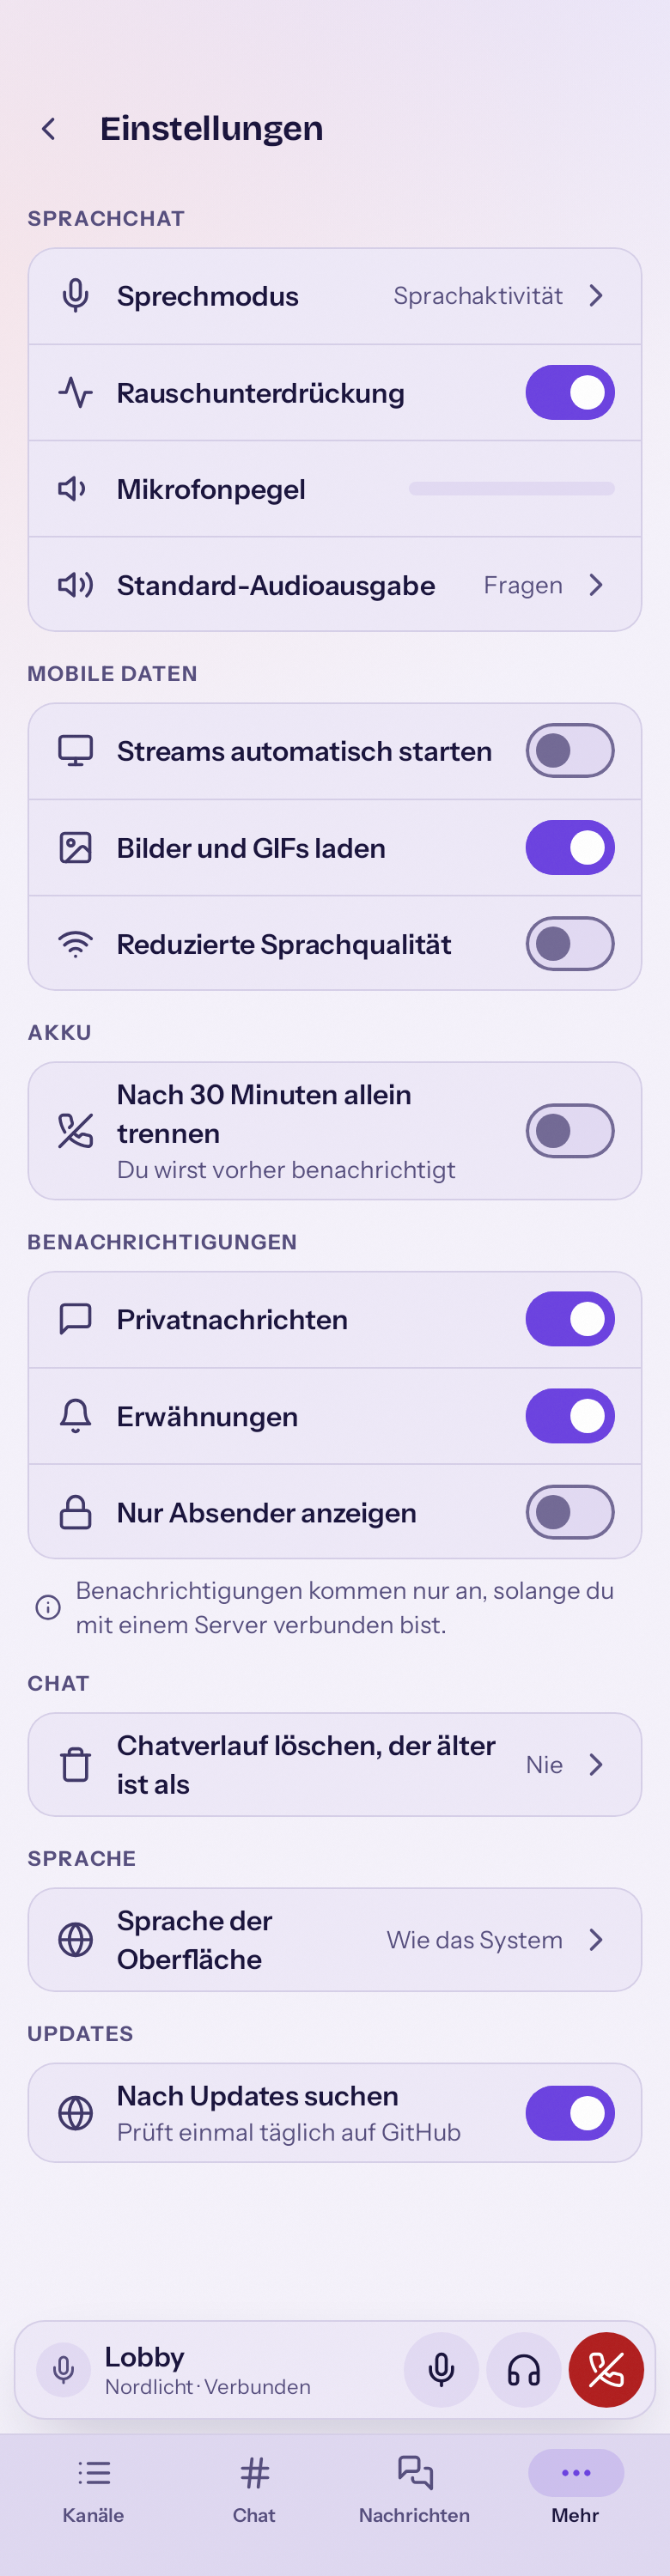 Einstellungen
SPRACHCHAT
Sprechmodus Sprachaktivität
Rauschunterdrückung
Mikrofonpegel
Standard-Audioausgabe Fragen
MOBILE DATEN
Streams automatisch starten
Bilder und GIFs laden
Reduzierte Sprachqualität
AKKU
Nach 30 Minuten allein
trennen
Du wirst vorher benachrichtigt
BENACHRICHTIGUNGEN
Privatnachrichten
Erwähnungen
Nur Absender anzeigen
Benachrichtigungen kommen nur an, solange du
mit einem Server verbunden bist.
CHAT
Chatverlauf löschen, der älter
ist als
Nie
SPRACHE
Sprache der
Oberfläche
Wie das System
UPDATES
Nach Updates suchen
Prüft einmal täglich auf GitHub
Lobby
Nordlicht · Verbunden
Kanäle Chat Nachrichten Mehr